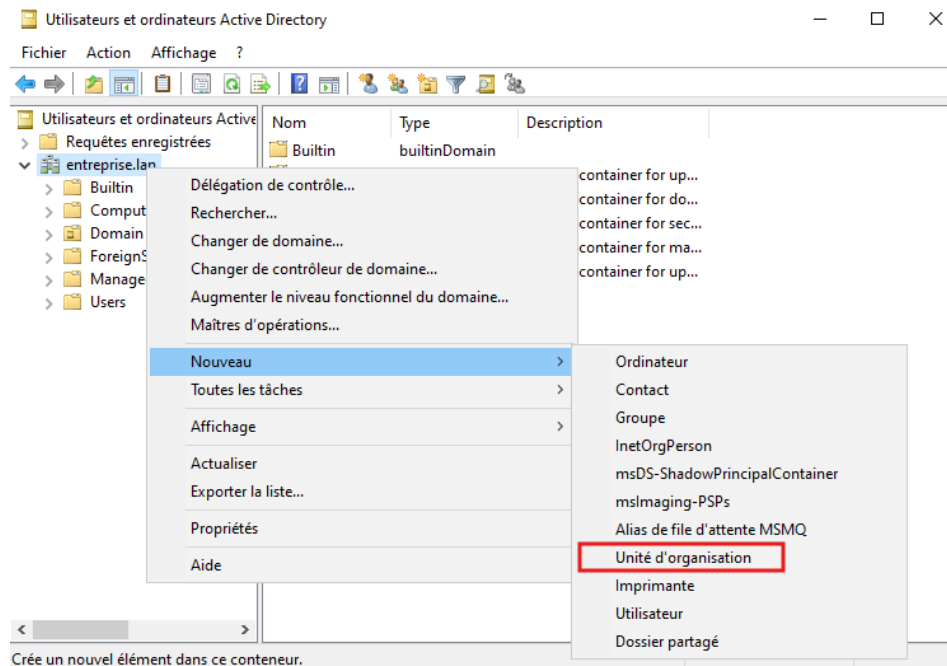 Utilisateurs et ordinateurs Active Directory
Fichier Action Affichage ?
Utilisateurs et ordinateurs Active
Requêtes enregistrées
entreprise.lan
Builtin
Comput
Domain
ForeignS
Manage
Users
Nom Type Description
Builtin builtinDomain
container for up...
container for do...
container for sec...
container for ma...
container for up...
Délégation de contrôle...
Rechercher...
Changer de domaine...
Changer de contrôleur de domaine...
Augmenter le niveau fonctionnel du domaine...
Maîtres d'opérations...
Nouveau
Toutes les tâches
Affichage
Actualiser
Exporter la liste...
Propriétés
Aide
Ordinateur
Contact
Groupe
InetOrgPerson
msDS-ShadowPrincipalContainer
msImaging-PSPs
Alias de file d'attente MSMQ
Unité d'organisation
Imprimante
Utilisateur
Dossier partagé
Crée un nouvel élément dans ce conteneur.